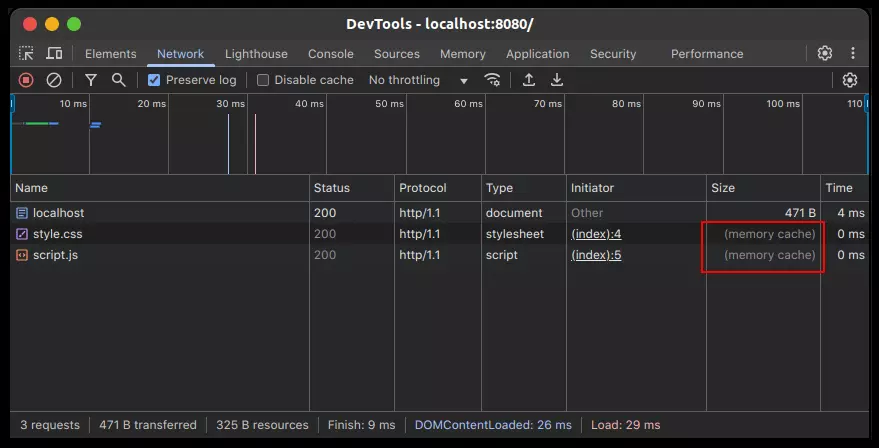 DevTools - localhost:8080/
Elements Network Lighthouse Console Sources Memory Application Security Performance
Preserve log Disable cache No throttling
10 ms 20 ms 30 ms 40 ms 50 ms 60 ms 70 ms 80 ms 90 ms 100 ms 110
Name Status Protocol Type Initiator Size Time
localhost 200 http/1.1 document Other 471 B 4 ms
style.css 200 http/1.1 stylesheet (index):4 (memory cache) 0 ms
script.js 200 http/1.1 script (index):5 (memory cache) 0 ms
3 requests 471 B transferred 325 B resources Finish: 9 ms DOMContentLoaded: 26 ms Load: 29 ms